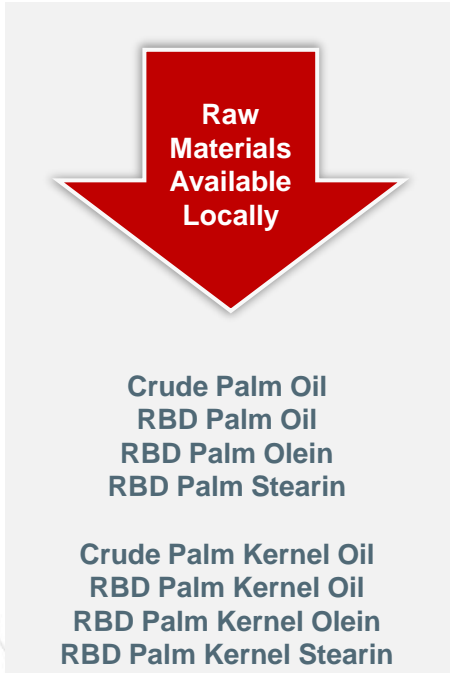 Raw
Materials
Available
Locally
Crude Palm Oil
RBD Palm Oil
RBD Palm Olein
RBD Palm Stearin
Crude Palm Kernel Oil
RBD Palm Kernel Oil
RBD Palm Kernel Olein
RBD Palm Kernel Stearin